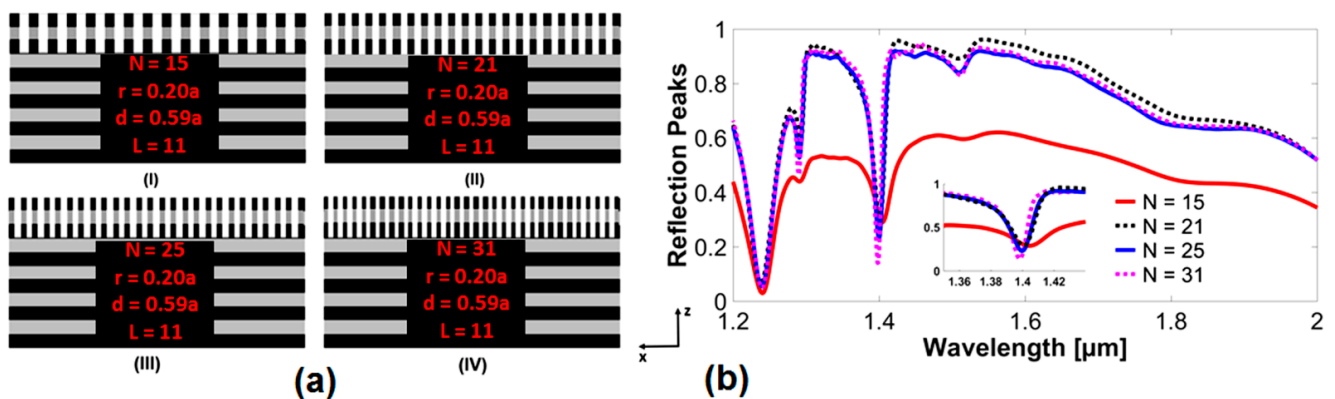 N = 15
r = 0.20a
d = 0.59a
L = 11
(I)
N = 21
r = 0.20a
d = 0.59a
L = 11
(II)
N = 25
r = 0.20a
d = 0.59a
L = 11
(III)
N = 31
r = 0.20a
d = 0.59a
L = 11
(IV)
z
x
(a)
Reflection Peaks
1
0.8
0.6
0.4
0.2
0
1.2 1.4 1.6 1.8 2
Wavelength [µm]
1
0.5
0
1.36 1.38 1.4 1.42
N = 15
N = 21
N = 25
N = 31
(b)